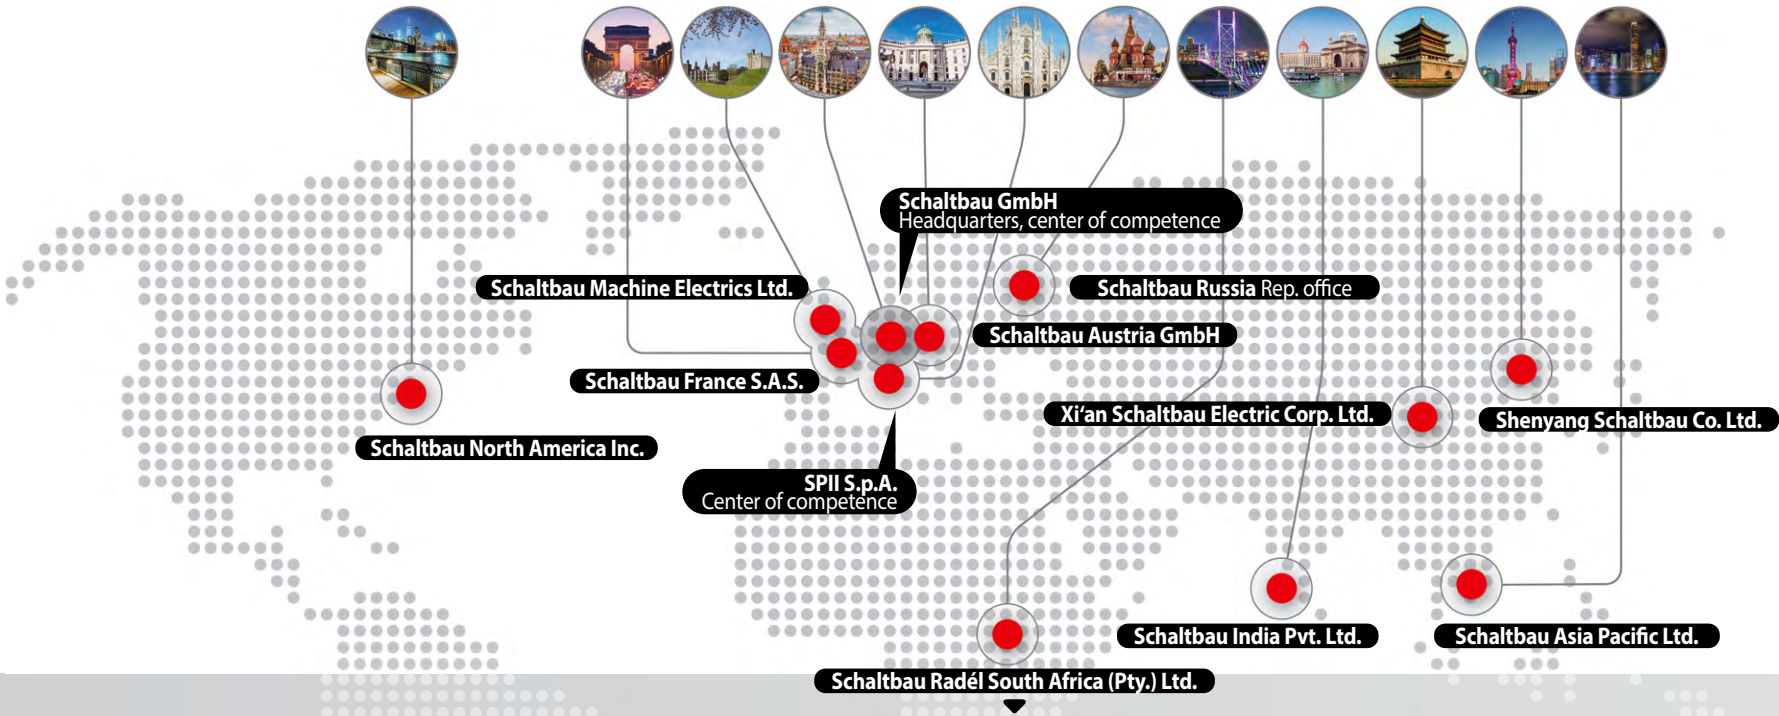 Schaltbau GmbH
Headquarters, center of competence
Schaltbau Machine Electrics Ltd.
Schaltbau Russia Rep. office
Schaltbau Austria GmbH
Schaltbau France S.A.S.
Xi‘an Schaltbau Electric Corp. Ltd.
Shenyang Schaltbau Co. Ltd.
Schaltbau North America Inc.
SPII S.p.A.
Center of competence
Schaltbau India Pvt. Ltd.
Schaltbau Asia Pacific Ltd.
Schaltbau Radél South Africa (Pty.) Ltd.